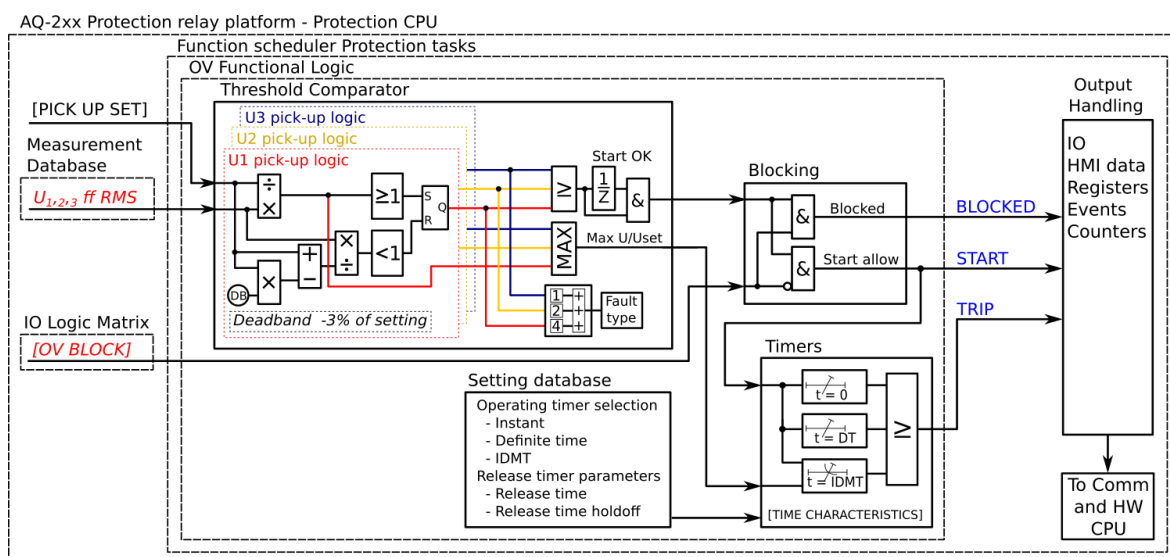 AQ-2xx Protection relay platform - Protection CPU
Function scheduler Protection tasks
OV Functional Logic
Threshold Comparator
[PICK UP SET]
Measurement
Database
U1,2,3 ff RMS
IO Logic Matrix
[OV BLOCK]
U3 pick-up logic
U2 pick-up logic
U1 pick-up logic
÷
×
≥1
S
R
Q
+
−
×
÷
<1
DB
×
Deadband -3% of setting
≥
Start OK
1
Z
&
MAX
Max U/Uset
1 +
2 +
4 +
Fault
type
Blocking
&
Blocked
&
Start allow
BLOCKED
START
TRIP
Setting database
Operating timer selection
- Instant
- Definite time
- IDMT
Release timer parameters
- Release time
- Release time holdoff
Timers
t = 0
t = DT
t = IDMT
≥
[TIME CHARACTERISTICS]
Output
Handling
IO
HMI data
Registers
Events
Counters
To Comm
and HW
CPU